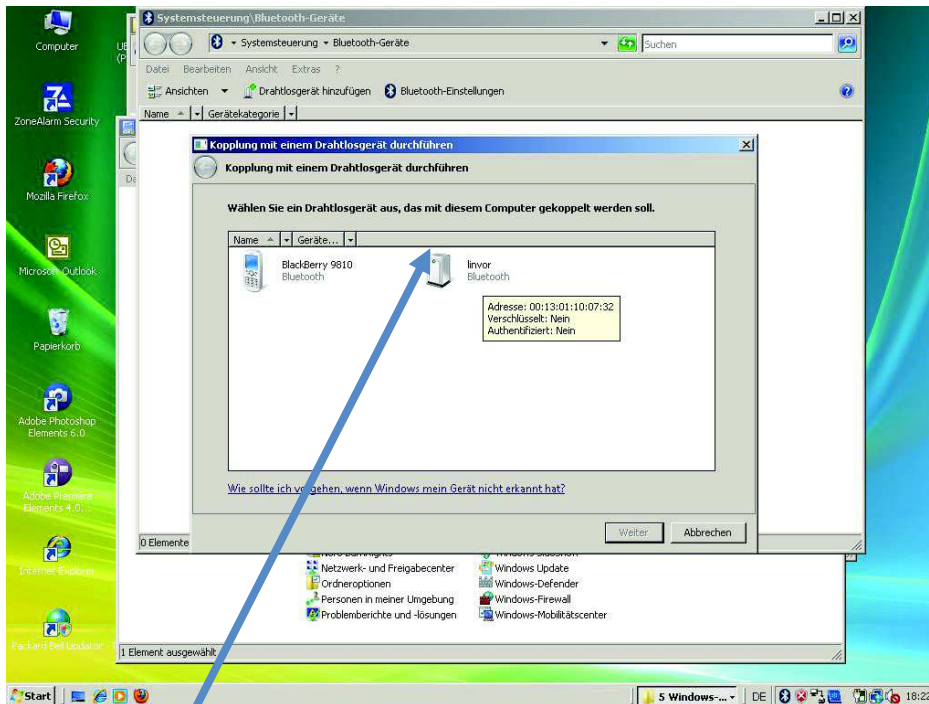 Computer
ZoneAlarm Security
Mozilla Firefox
Microsoft Outlook
Papierkorb
Adobe Photoshop
Elements 6.0
Adobe Premiere
Elements 4.0...
Internet Explorer
Packard Bell Updator
Systemsteuerung\Bluetooth-Geräte
Systemsteuerung Bluetooth-Geräte
Suchen
Datei Bearbeiten Ansicht Extras ?
Ansichten Drahtlosgerät hinzufügen Bluetooth-Einstellungen
Name Gerätekategorie
Kopplung mit einem Drahtlosgerät durchführen
Kopplung mit einem Drahtlosgerät durchführen
Wählen Sie ein Drahtlosgerät aus, das mit diesem Computer gekoppelt werden soll.
Name Geräte...
BlackBerry 9810
Bluetooth
linvor
Bluetooth
Adresse: 00:13:01:10:07:32
Verschlüsselt: Nein
Authentifiziert: Nein
Wie sollte ich vorgehen, wenn Windows mein Gerät nicht erkannt hat?
Weiter Abbrechen
0 Elemente
Netzwerk- und Freigabecenter Windows Update
Ordneroptionen Windows-Defender
Personen in meiner Umgebung Windows-Firewall
Problemberichte und -lösungen Windows-Mobilitätscenter
1 Element ausgewählt
Start 5 Windows-... DE 18:22